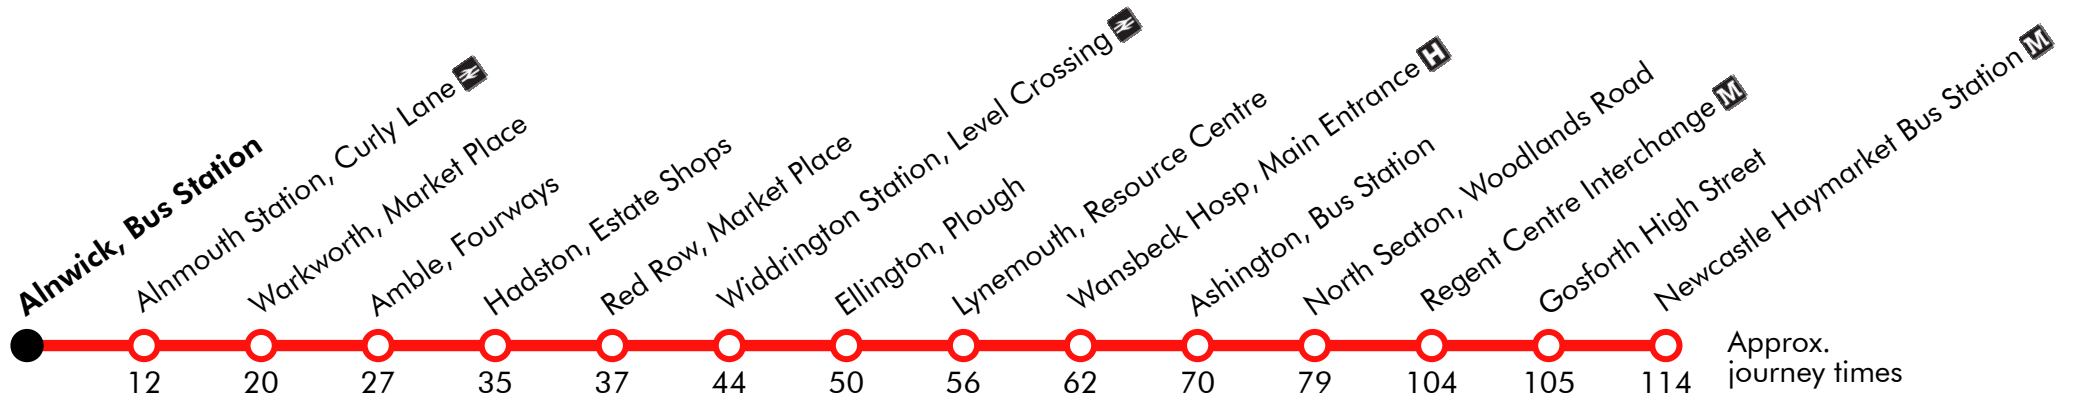 Alnwick, Bus Station
Alnmouth Station, Curly Lane
Warkworth, Market Place
Amble, Fourways
Hadston, Estate Shops
Red Row, Market Place
Widdrington Station, Level Crossing
Ellington, Plough
Lynemouth, Resource Centre
Wansbeck Hosp, Main Entrance H
Ashington, Bus Station
North Seaton, Woodlands Road
Regent Centre Interchange M
Gosforth High Street
Newcastle Haymarket Bus Station M
12 20 27 35 37 44 50 56 62 70 79 104 105 114
Approx.
journey times